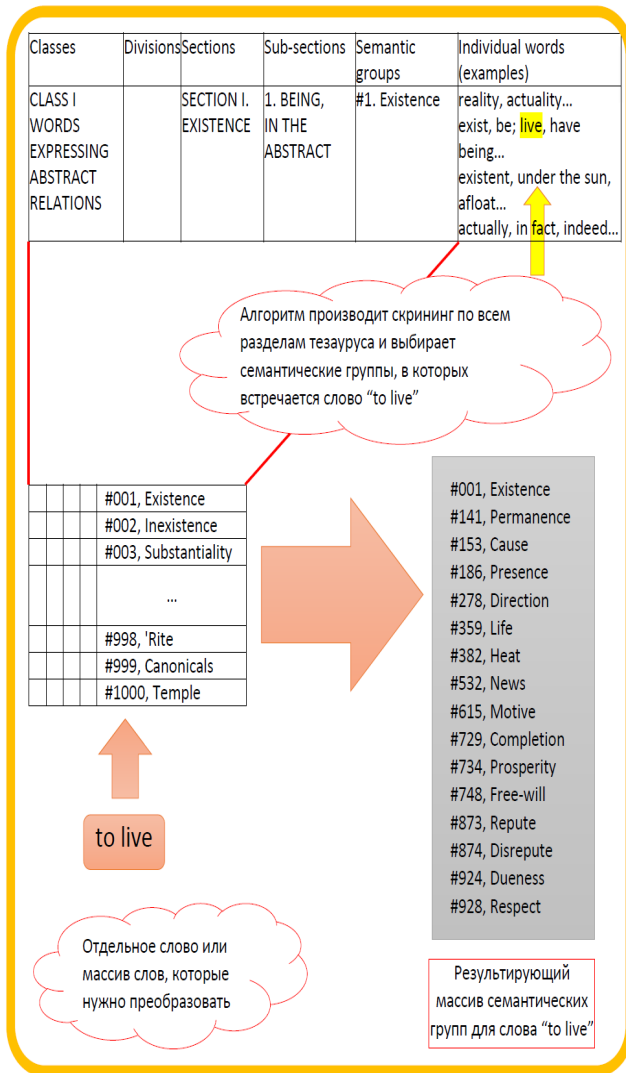 Classes Divisions Sections Sub-sections Semantic groups Individual words (examples)
CLASS I WORDS EXPRESSING ABSTRACT RELATIONS
SECTION I. EXISTENCE
1. BEING, IN THE ABSTRACT
#1. Existence
reality, actuality...
exist, be; live, have
being...
existent, under the sun,
afloat...
actually, in fact, indeed...
Алгоритм производит скрининг по всем
разделам тезауруса и выбирает
семантические группы, в которых
встречается слово “to live”
#001, Existence
#002, Inexistence
#003, Substantiality
...
#998, 'Rite
#999, Canonicals
#1000, Temple
to live
Отдельное слово или
массив слов, которые
нужно преобразовать
#001, Existence
#141, Permanence
#153, Cause
#186, Presence
#278, Direction
#359, Life
#382, Heat
#532, News
#615, Motive
#729, Completion
#734, Prosperity
#748, Free-will
#873, Repute
#874, Disrepute
#924, Dueness
#928, Respect
Результирующий
массив семантических
групп для слова “to live”